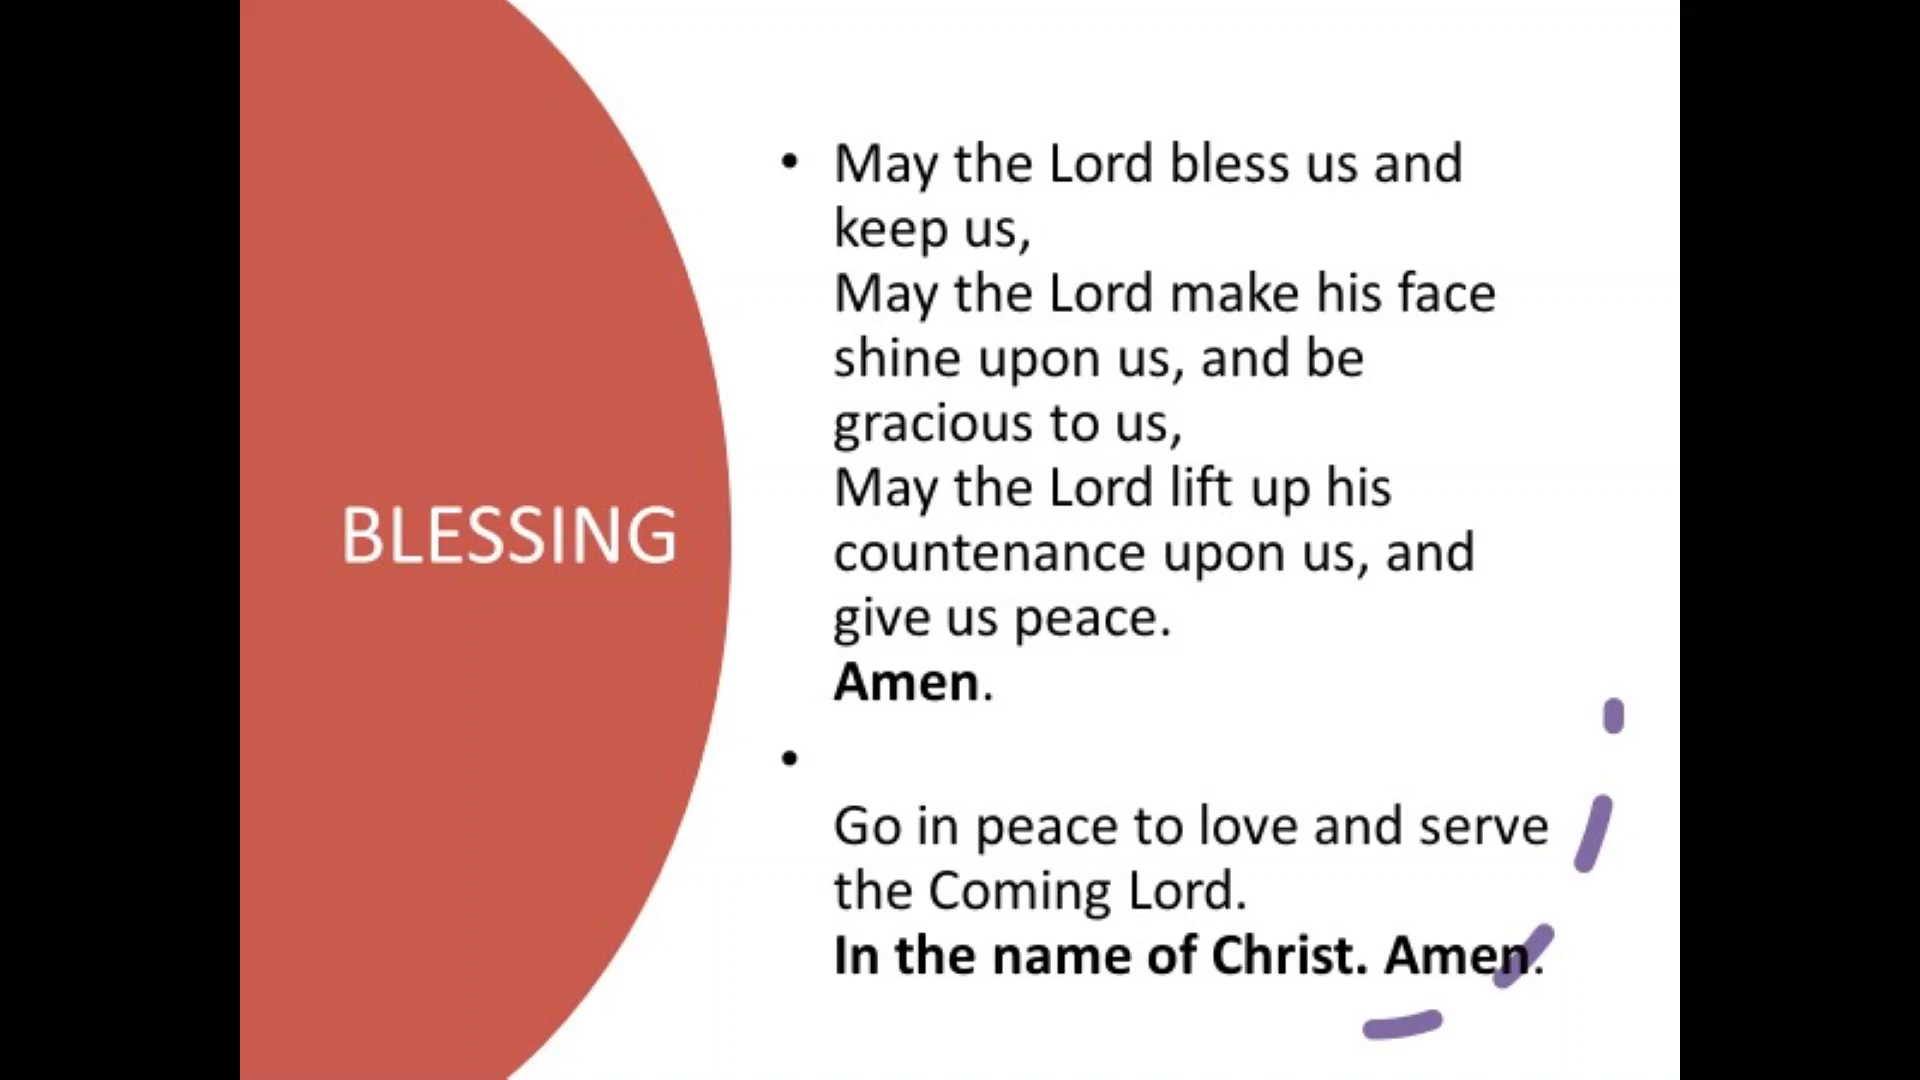 BLESSING
• May the Lord bless us and
keep us,
May the Lord make his face
shine upon us, and be
gracious to us,
May the Lord lift up his
countenance upon us, and
give us peace.
Amen.
•
Go in peace to love and serve
the Coming Lord.
In the name of Christ. Amen.